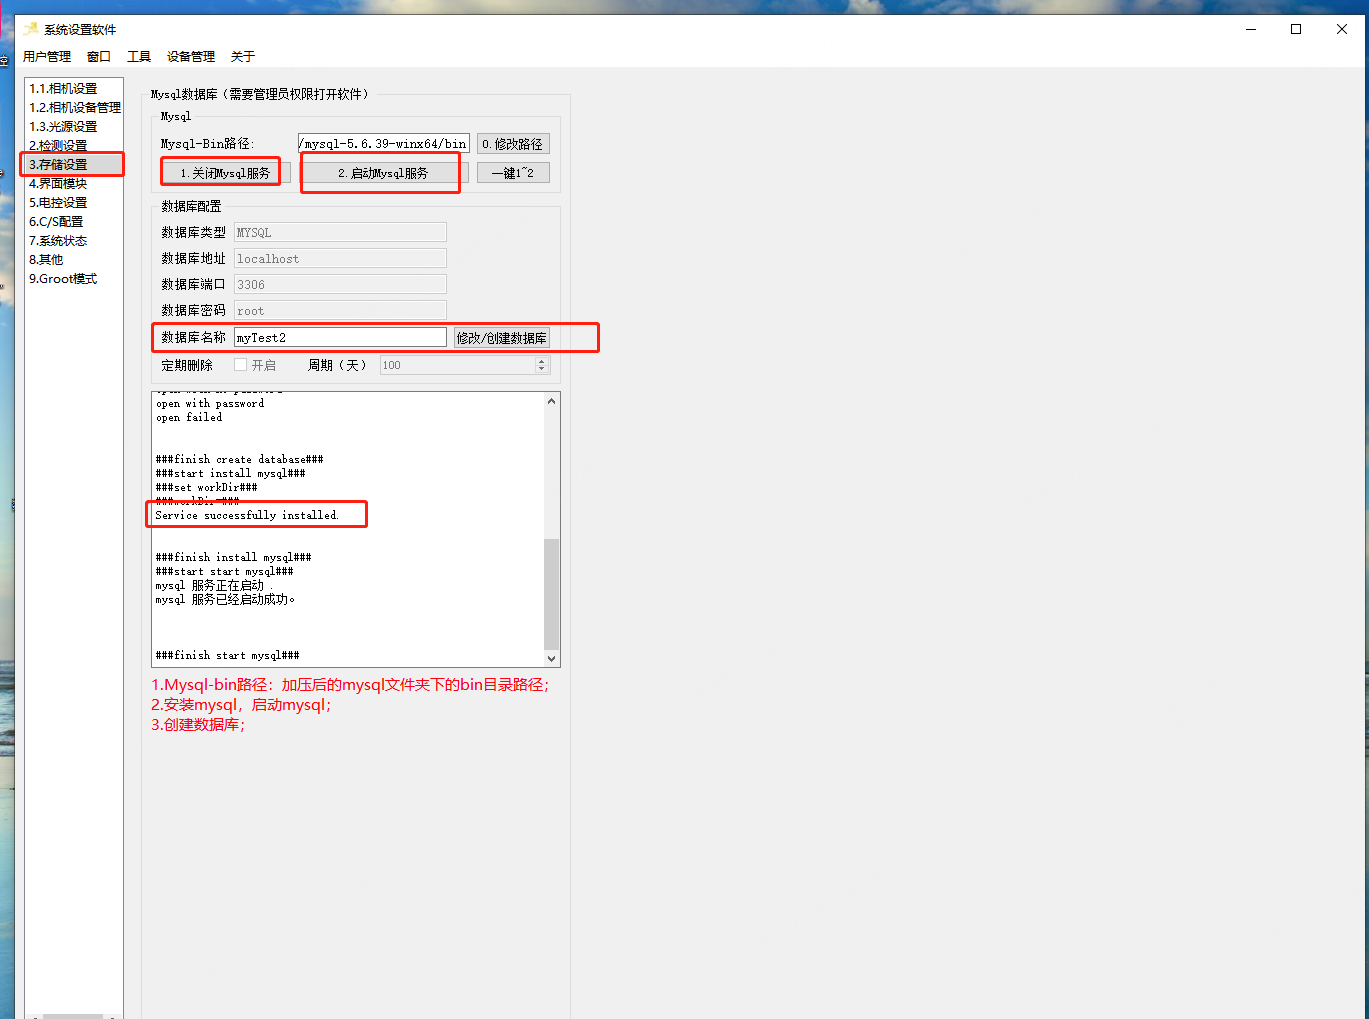 系统设置软件
用户管理 窗口 工具 设备管理 关于
1.1.相机设置
1.2.相机设备管理
1.3.光源设置
2.检测设置
3.存储设置
4.界面模块
5.电控设置
6.C/S配置
7.系统状态
8.其他
9.Groot模式
Mysql数据库（需要管理员权限打开软件）
Mysql
Mysql-Bin路径: /mysql-5.6.39-winx64/bin 0.修改路径
1.关闭Mysql服务 2.启动Mysql服务 一键1~2
数据库配置
数据库类型 MYSQL
数据库地址 localhost
数据库端口 3306
数据库密码 root
数据库名称 myTest2 修改/创建数据库
定期删除 开启 周期（天） 100
open with password
open failed
###finish create database###
###start install mysql###
###set workDir###
###workDir=###
Service successfully installed.
###finish install mysql###
###start start mysql###
mysql 服务正在启动 .
mysql 服务已经启动成功。
###finish start mysql###
1.Mysql-bin路径：加压后的mysql文件夹下的bin目录路径；
2.安装mysql，启动mysql；
3.创建数据库；